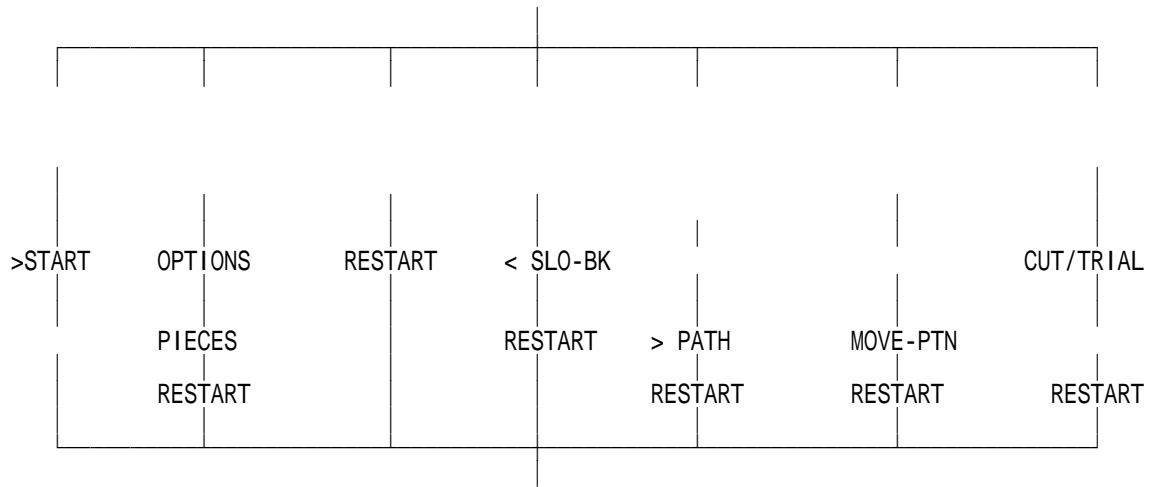 >START OPTIONS RESTART < SLO-BK CUT/TRIAL
PIECES RESTART > PATH MOVE-PTN
RESTART RESTART RESTART RESTART